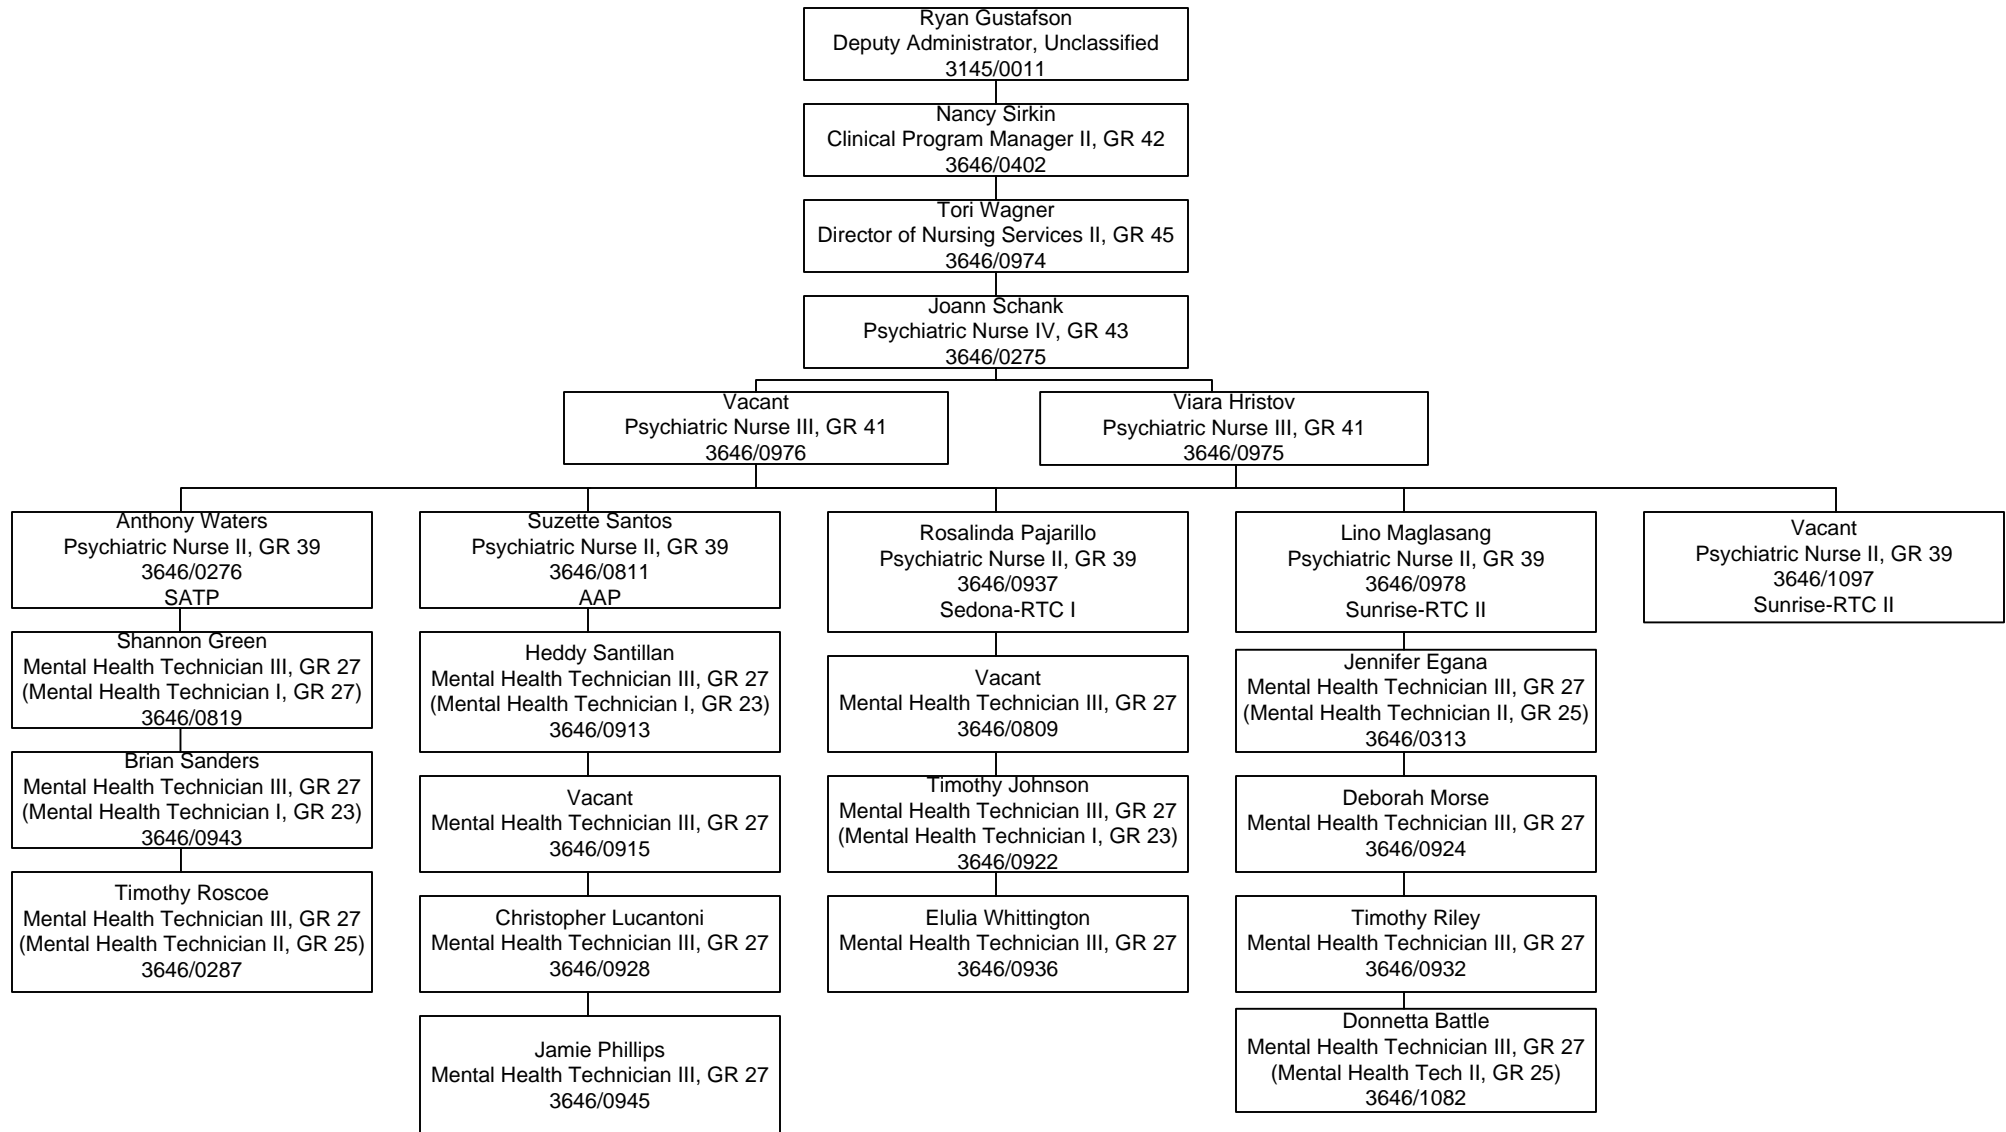 Ryan Gustafson
Deputy Administrator, Unclassified
3145/0011
Nancy Sirkin
Clinical Program Manager II, GR 42
3646/0402
Tori Wagner
Director of Nursing Services II, GR 45
3646/0974
Joann Schank
Psychiatric Nurse IV, GR 43
3646/0275
Vacant
Psychiatric Nurse III, GR 41
3646/0976
Viara Hristov
Psychiatric Nurse III, GR 41
3646/0975
Anthony Waters
Psychiatric Nurse II, GR 39
3646/0276
SATP
Shannon Green
Mental Health Technician III, GR 27
(Mental Health Technician I, GR 27)
3646/0819
Brian Sanders
Mental Health Technician III, GR 27
(Mental Health Technician I, GR 23)
3646/0943
Timothy Roscoe
Mental Health Technician III, GR 27
(Mental Health Technician II, GR 25)
3646/0287
Suzette Santos
Psychiatric Nurse II, GR 39
3646/0811
AAP
Heddy Santillan
Mental Health Technician III, GR 27
(Mental Health Technician I, GR 23)
3646/0913
Vacant
Mental Health Technician III, GR 27
3646/0915
Christopher Lucantoni
Mental Health Technician III, GR 27
3646/0928
Jamie Phillips
Mental Health Technician III, GR 27
3646/0945
Rosalinda Pajarillo
Psychiatric Nurse II, GR 39
3646/0937
Sedona-RTC I
Vacant
Mental Health Technician III, GR 27
3646/0809
Timothy Johnson
Mental Health Technician III, GR 27
(Mental Health Technician I, GR 23)
3646/0922
Elulia Whittington
Mental Health Technician III, GR 27
3646/0936
Lino Maglasang
Psychiatric Nurse II, GR 39
3646/0978
Sunrise-RTC II
Jennifer Egana
Mental Health Technician III, GR 27
(Mental Health Technician II, GR 25)
3646/0313
Deborah Morse
Mental Health Technician III, GR 27
3646/0924
Timothy Riley
Mental Health Technician III, GR 27
3646/0932
Donnetta Battle
Mental Health Technician III, GR 27
(Mental Health Tech II, GR 25)
3646/1082
Vacant
Psychiatric Nurse II, GR 39
3646/1097
Sunrise-RTC II